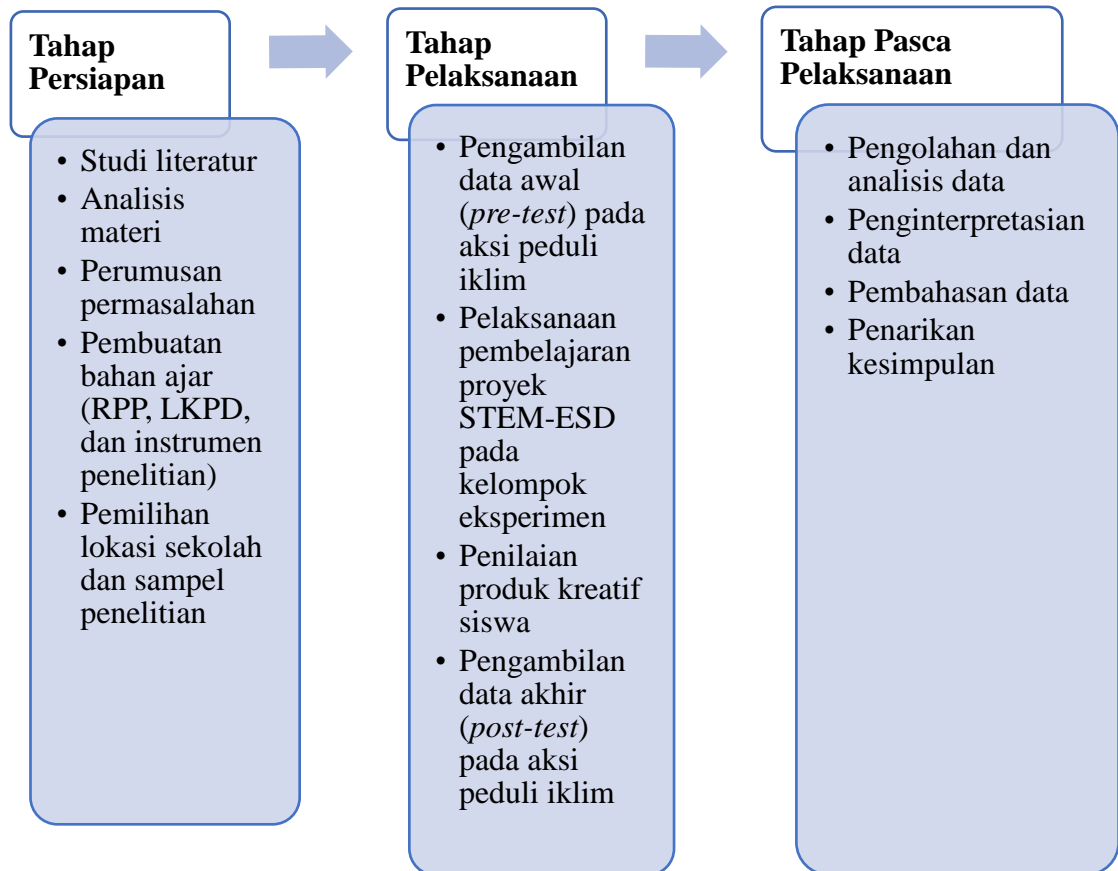 Tahap
Persiapan
• Studi literatur
• Analisis
materi
• Perumusan
permasalahan
• Pembuatan
bahan ajar
(RPP, LKPD,
dan instrumen
penelitian)
• Pemilihan
lokasi sekolah
dan sampel
penelitian
Tahap
Pelaksanaan
• Pengambilan
data awal
(pre-test) pada
aksi peduli
iklim
• Pelaksanaan
pembelajaran
proyek
STEM-ESD
pada
kelompok
eksperimen
• Penilaian
produk kreatif
siswa
• Pengambilan
data akhir
(post-test)
pada aksi
peduli iklim
Tahap Pasca
Pelaksanaan
• Pengolahan dan
analisis data
• Penginterpretasian
data
• Pembahasan data
• Penarikan
kesimpulan